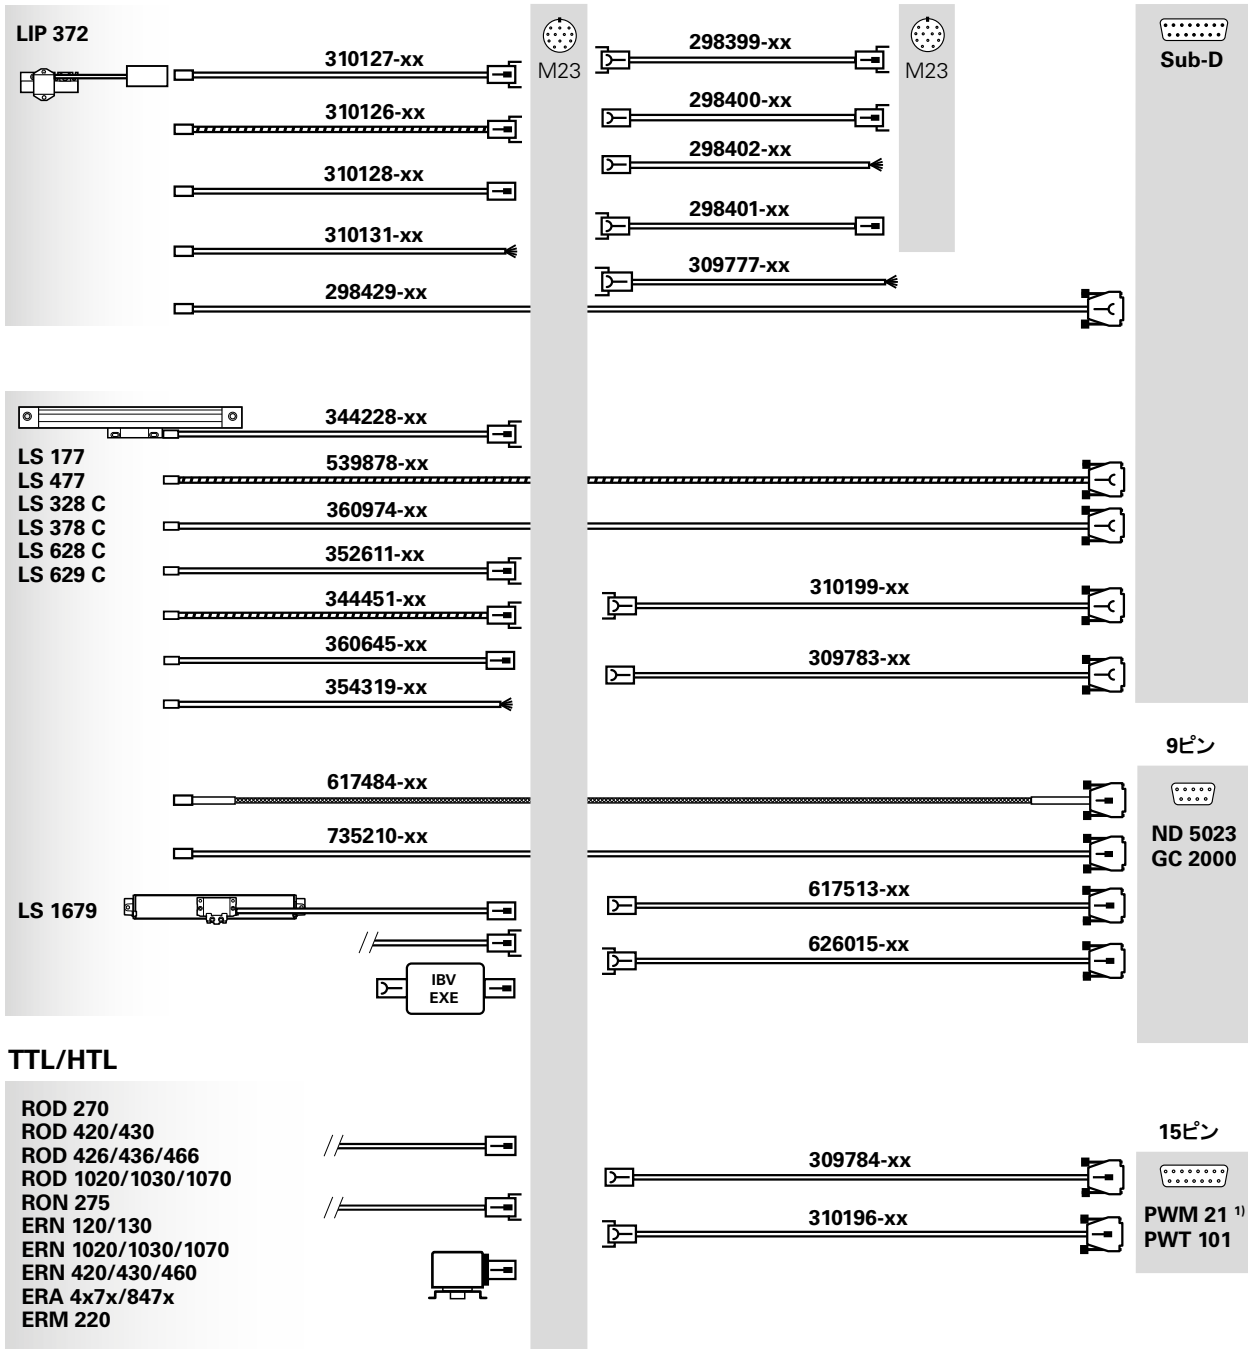 LIP 372
310127-xx
M23
298399-xx
M23
Sub-D
310126-xx
298400-xx
310128-xx
298402-xx
310131-xx
298401-xx
298429-xx
309777-xx
344228-xx
LS 177
LS 477
LS 328 C
LS 378 C
LS 628 C
LS 629 C
539878-xx
360974-xx
352611-xx
344451-xx
360645-xx
354319-xx
310199-xx
309783-xx
9ピン
617484-xx
735210-xx
ND 5023
GC 2000
LS 1679
617513-xx
626015-xx
IBV
EXE
TTL/HTL
ROD 270
ROD 420/430
ROD 426/436/466
ROD 1020/1030/1070
RON 275
ERN 120/130
ERN 1020/1030/1070
ERN 420/430/460
ERA 4x7x/847x
ERM 220
15ピン
309784-xx
310196-xx
PWM 21 1)
PWT 101